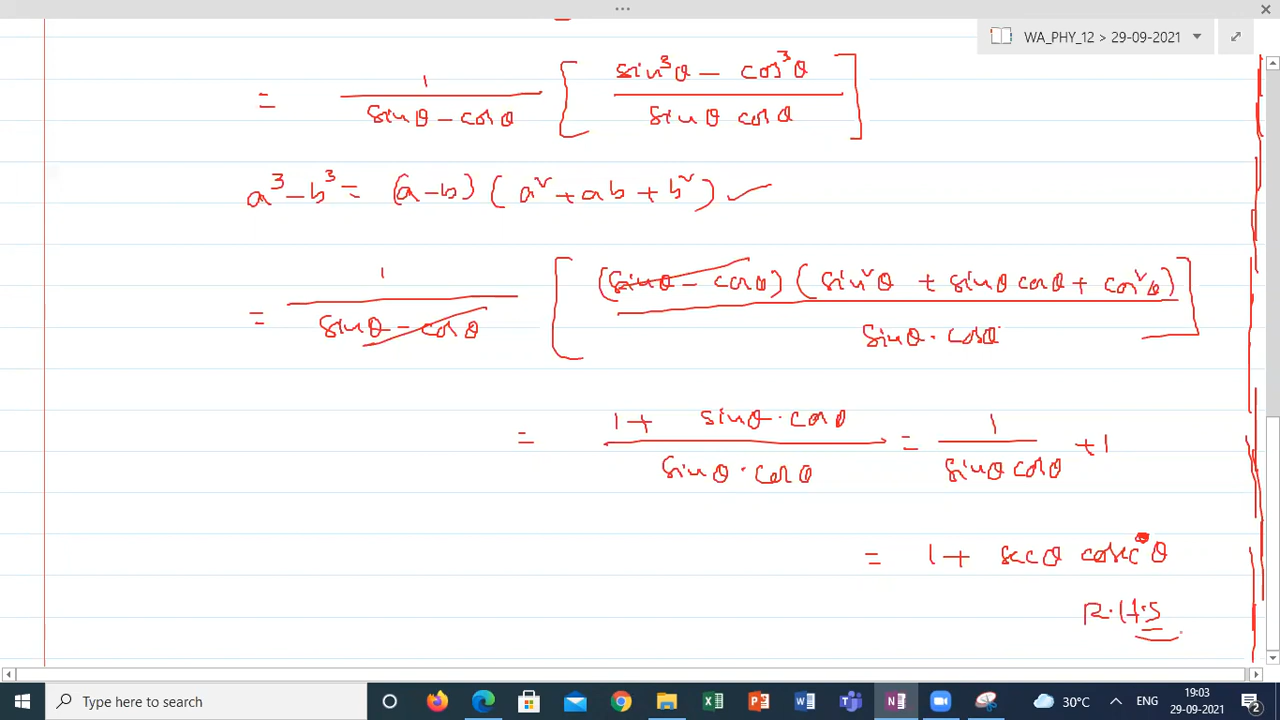 WA_PHY_12 > 29-09-2021
= 1 / (sinθ − cosθ) [ (sin³θ − cos³θ) / (sinθ cosθ) ]
a³ − b³ = (a − b) (a² + ab + b²) ✓
= 1 / (sinθ − cosθ) [ (sinθ − cosθ) (sin²θ + sinθ cosθ + cos²θ) / (sinθ · cosθ) ]
= (1 + sinθ · cosθ) / (sinθ · cosθ) = 1 / (sinθ cosθ) + 1
= 1 + secθ cosecθ
R.H.S
Type here to search
30°C
ENG
19:03
29-09-2021
2